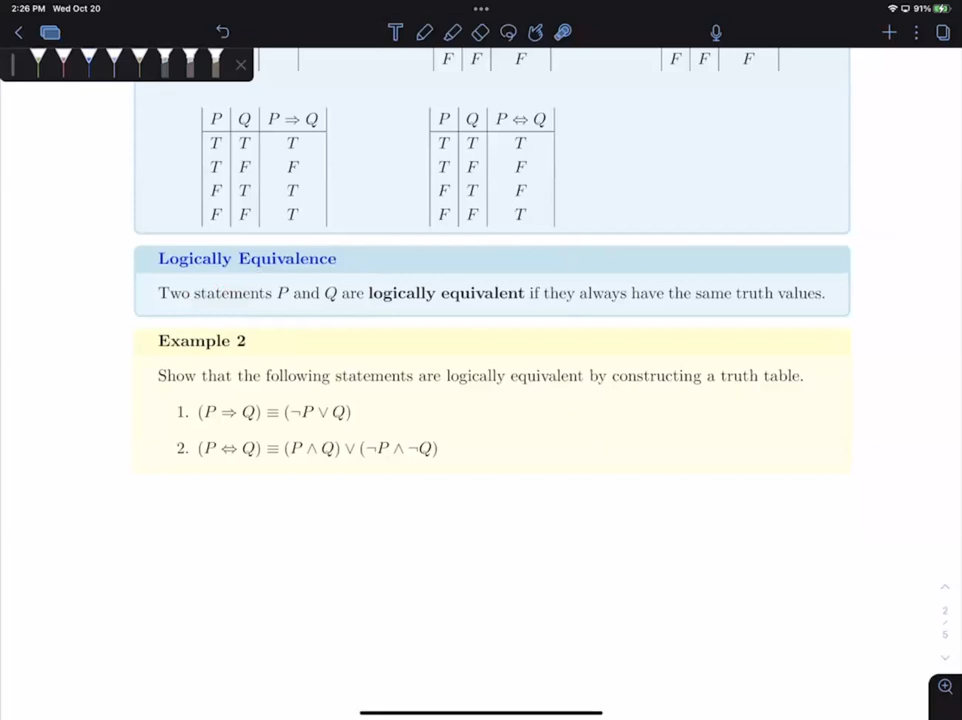 2:26 PM Wed Oct 20
91%
F F F
F F F
P Q P ⇒ Q
T T T
T F F
F T T
F F T
P Q P ⇔ Q
T T T
T F F
F T F
F F T
Logically Equivalence
Two statements P and Q are logically equivalent if they always have the same truth values.
Example 2
Show that the following statements are logically equivalent by constructing a truth table.
1. (P ⇒ Q) ≡ (¬P ∨ Q)
2. (P ⇔ Q) ≡ (P ∧ Q) ∨ (¬P ∧ ¬Q)
2
/
5